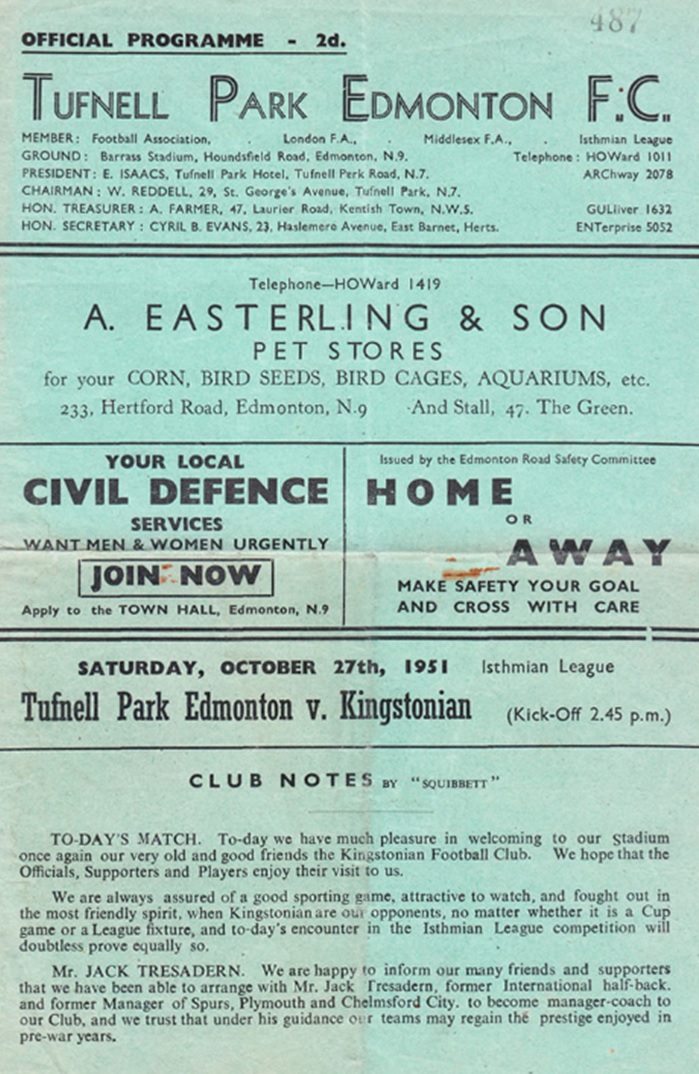 487
OFFICIAL PROGRAMME - 2d.
TUFNELL PARK EDMONTON F.C.
MEMBER: Football Association, . London F.A., . Middlesex F.A., . Isthmian League
GROUND: Barrass Stadium, Houndsfield Road, Edmonton, N.9. Telephone: HOWard 1011
PRESIDENT: E. ISAACS, Tufnell Park Hotel, Tufnell Perk Road, N.7. ARChway 2078
CHAIRMAN: W. REDDELL, 29, St. George's Avenue, Tufnell Park, N.7.
HON. TREASURER: A. FARMER, 47, Laurier Road, Kentish Town, N.W.5. GULliver 1632
HON. SECRETARY: CYRIL B. EVANS, 23, Haslemere Avenue, East Barnet, Herts. ENTerprise 5052
Telephone—HOWard 1419
A. EASTERLING & SON
PET STORES
for your CORN, BIRD SEEDS, BIRD CAGES, AQUARIUMS, etc.
233, Hertford Road, Edmonton, N.9 ·And Stall, 47. The Green.
YOUR LOCAL
CIVIL DEFENCE
SERVICES
WANT MEN & WOMEN URGENTLY
JOIN NOW
Apply to the TOWN HALL, Edmonton, N.9
Issued by the Edmonton Road Safety Committee
HOME
OR
AWAY
MAKE SAFETY YOUR GOAL
AND CROSS WITH CARE
SATURDAY, OCTOBER 27th, 1951 Isthmian League
Tufnell Park Edmonton v. Kingstonian (Kick-Off 2.45 p.m.)
CLUB NOTES BY "SQUIBBETT"
TO-DAY'S MATCH. To-day we have much pleasure in welcoming to our Stadium
once again our very old and good friends the Kingstonian Football Club. We hope that the
Officials, Supporters and Players enjoy their visit to us.
We are always assured of a good sporting game, attractive to watch, and fought out in
the most friendly spirit, when Kingstonian are our opponents, no matter whether it is a Cup
game or a League fixture, and to-day's encounter in the Isthmian League competition will
doubtless prove equally so.
Mr. JACK TRESADERN. We are happy to inform our many friends and supporters
that we have been able to arrange with Mr. Jack Tresadern, former International half-back.
and former Manager of Spurs, Plymouth and Chelmsford City. to become manager-coach to
our Club, and we trust that under his guidance our teams may regain the prestige enjoyed in
pre-war years.